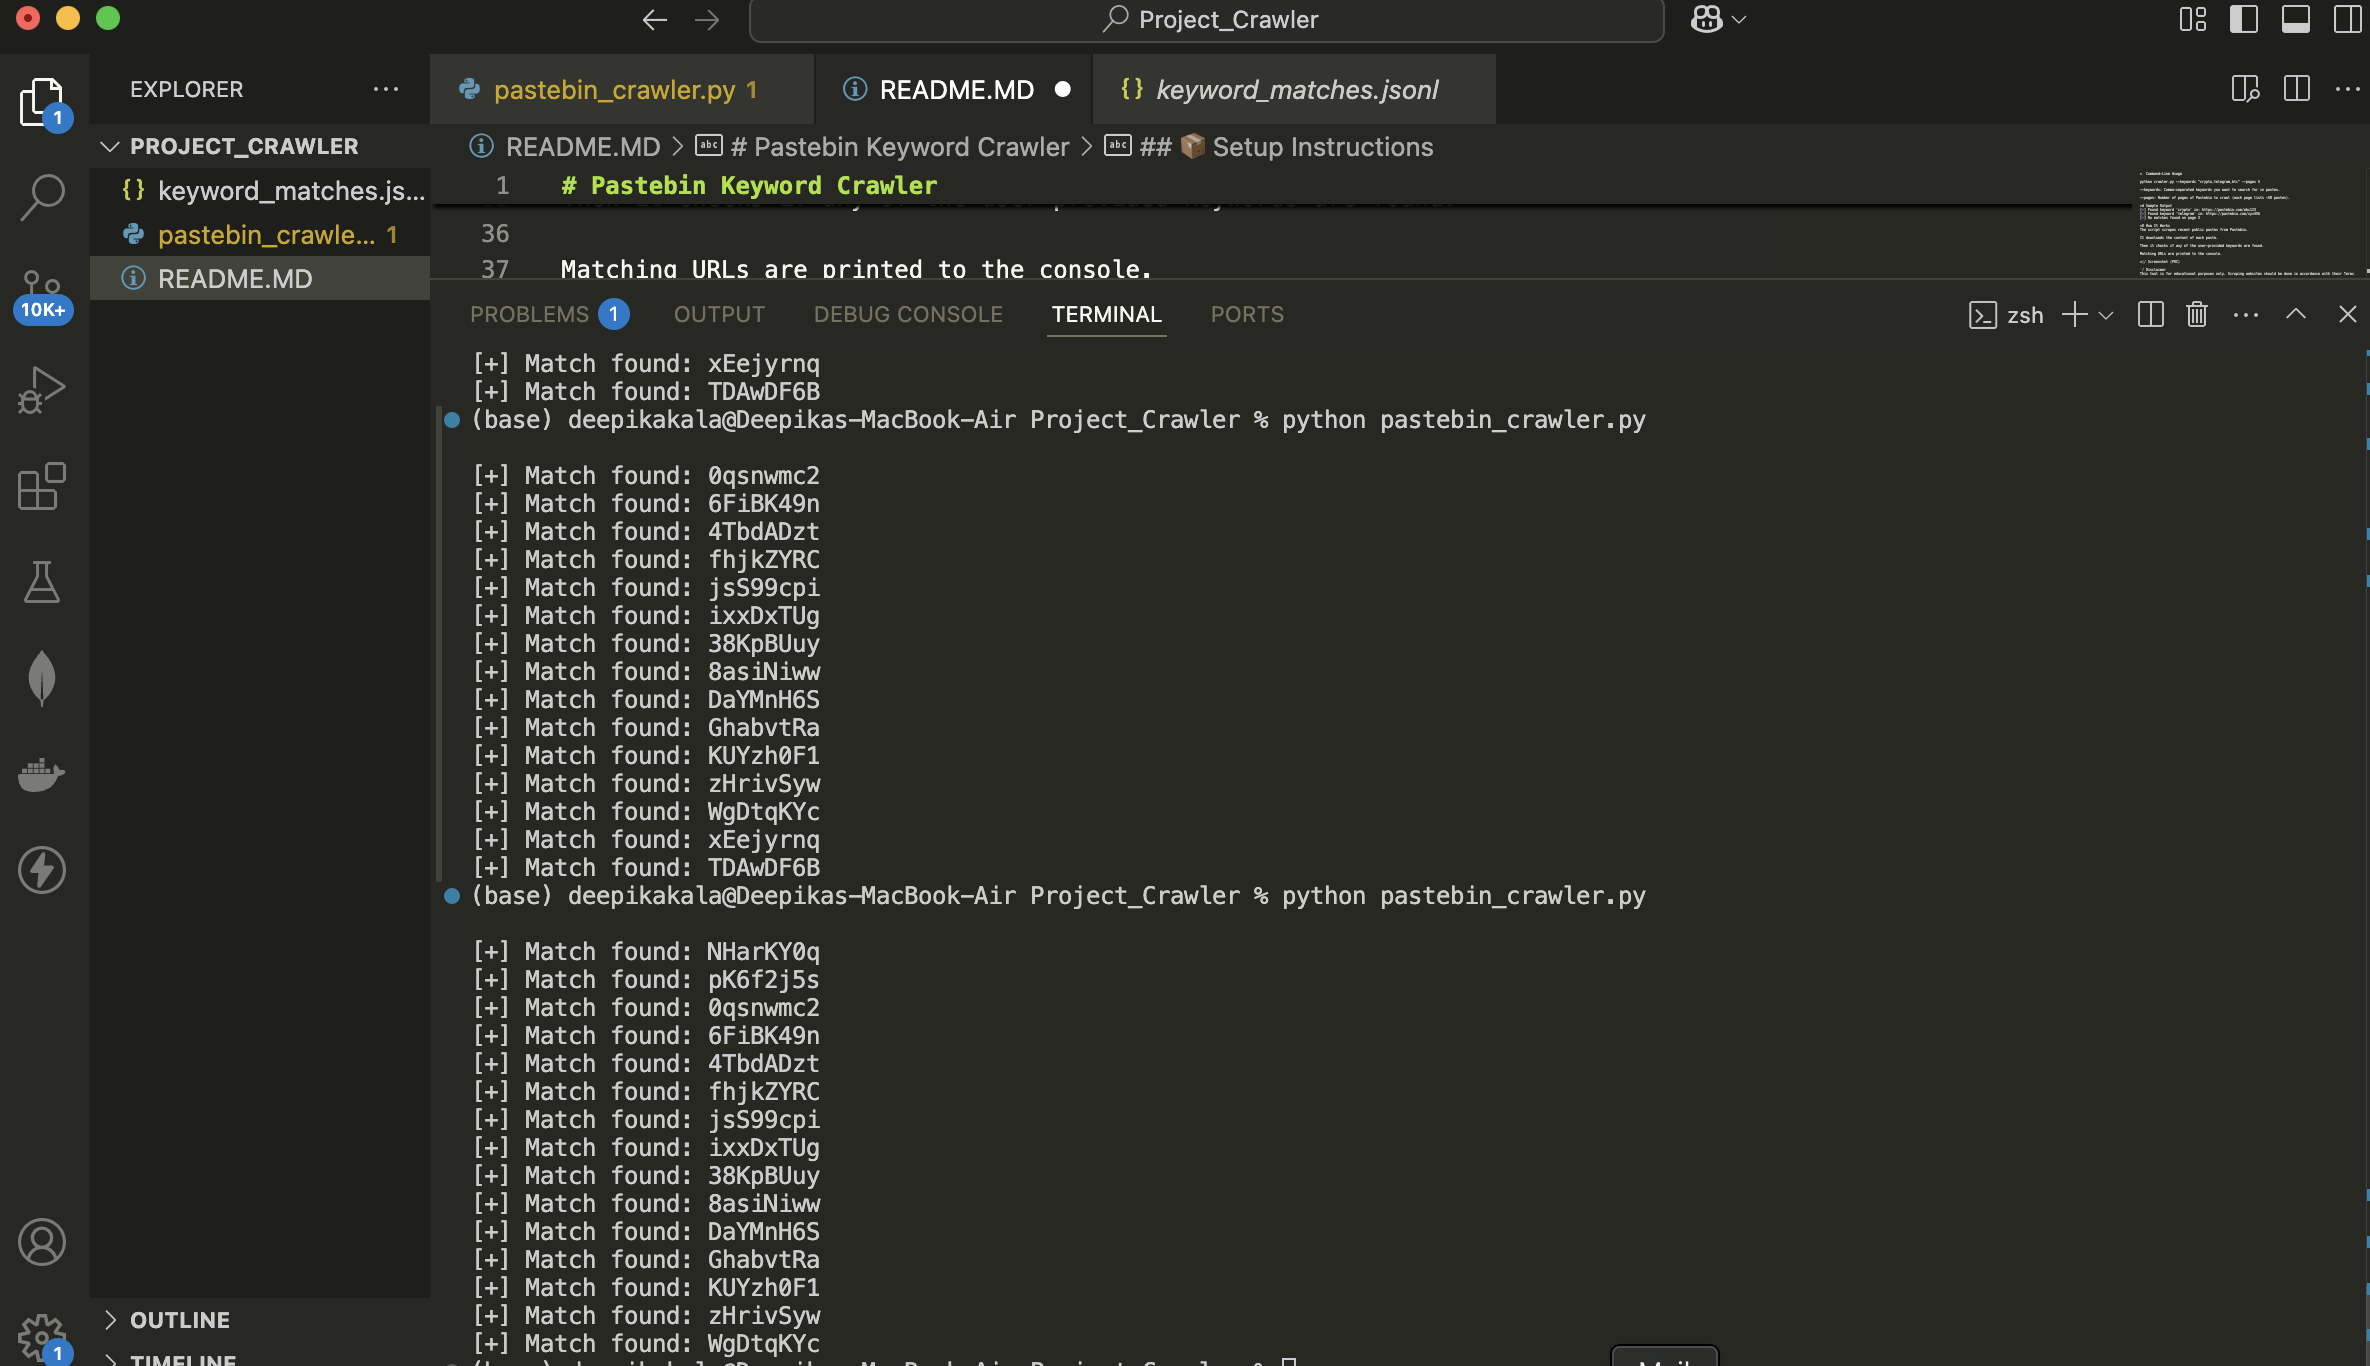 Project_Crawler
EXPLORER
pastebin_crawler.py 1
README.MD
keyword_matches.jsonl
1
PROJECT_CRAWLER
README.MD > # Pastebin Keyword Crawler > ## 📦 Setup Instructions
keyword_matches.js...
1 # Pastebin Keyword Crawler
pastebin_crawle... 1
36
README.MD
37 Matching URLs are printed to the console.
10K+
PROBLEMS 1 OUTPUT DEBUG CONSOLE TERMINAL PORTS
zsh
[+] Match found: xEejyrnq
[+] Match found: TDAwDF6B
(base) deepikakala@Deepikas-MacBook-Air Project_Crawler % python pastebin_crawler.py
[+] Match found: 0qsnwmc2
[+] Match found: 6FiBK49n
[+] Match found: 4TbdADzt
[+] Match found: fhjkZYRC
[+] Match found: jsS99cpi
[+] Match found: ixxDxTUg
[+] Match found: 38KpBUuy
[+] Match found: 8asiNiww
[+] Match found: DaYMnH6S
[+] Match found: GhabvtRa
[+] Match found: KUYzh0F1
[+] Match found: zHrivSyw
[+] Match found: WgDtqKYc
[+] Match found: xEejyrnq
[+] Match found: TDAwDF6B
(base) deepikakala@Deepikas-MacBook-Air Project_Crawler % python pastebin_crawler.py
[+] Match found: NHarKY0q
[+] Match found: pK6f2j5s
[+] Match found: 0qsnwmc2
[+] Match found: 6FiBK49n
[+] Match found: 4TbdADzt
[+] Match found: fhjkZYRC
[+] Match found: jsS99cpi
[+] Match found: ixxDxTUg
[+] Match found: 38KpBUuy
[+] Match found: 8asiNiww
[+] Match found: DaYMnH6S
[+] Match found: GhabvtRa
[+] Match found: KUYzh0F1
[+] Match found: zHrivSyw
[+] Match found: WgDtqKYc
OUTLINE
TIMELINE
1